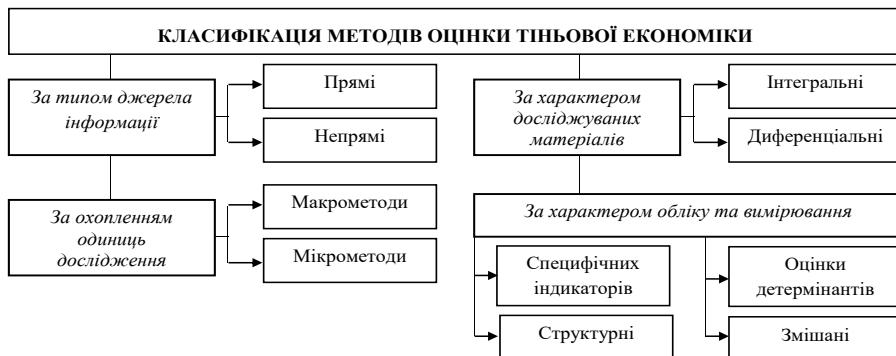 КЛАСИФІКАЦІЯ МЕТОДІВ ОЦІНКИ ТІНЬОВОЇ ЕКОНОМІКИ
За типом джерела
інформації
Прямі
Непрямі
За охопленням
одиниць
дослідження
Макрометоди
Мікрометоди
За характером
досліджуваних
матеріалів
Інтегральні
Диференціальні
За характером обліку та вимірювання
Специфічних
індикаторів
Структурні
Оцінки
детермінантів
Змішані